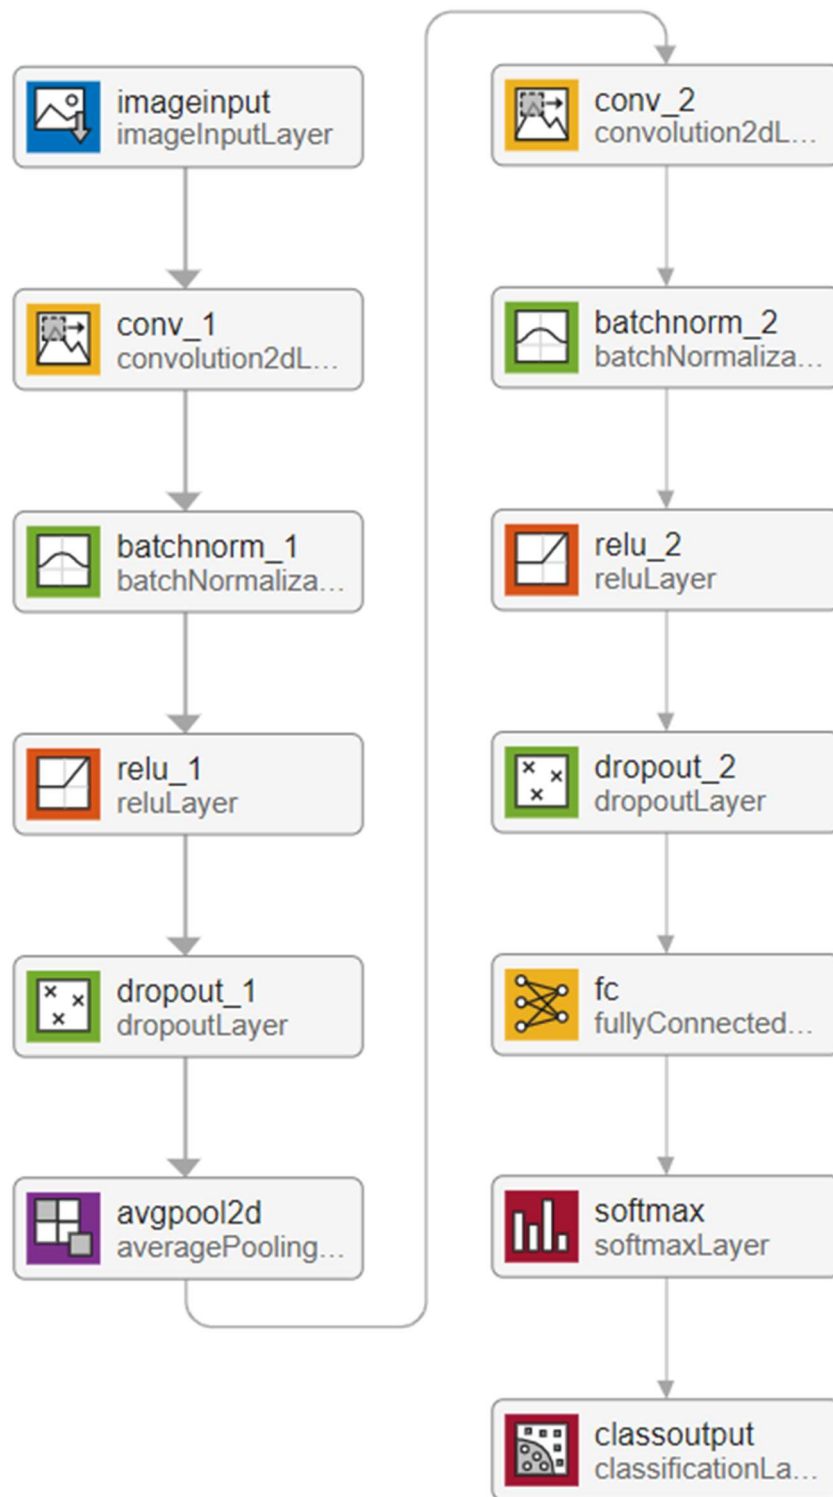 imageinput
imageInputLayer
conv_1
convolution2dL...
batchnorm_1
batchNormaliza...
relu_1
reluLayer
dropout_1
dropoutLayer
avgpool2d
averagePooling...
conv_2
convolution2dL...
batchnorm_2
batchNormaliza...
relu_2
reluLayer
dropout_2
dropoutLayer
fc
fullyConnected...
softmax
softmaxLayer
classoutput
classificationLa...